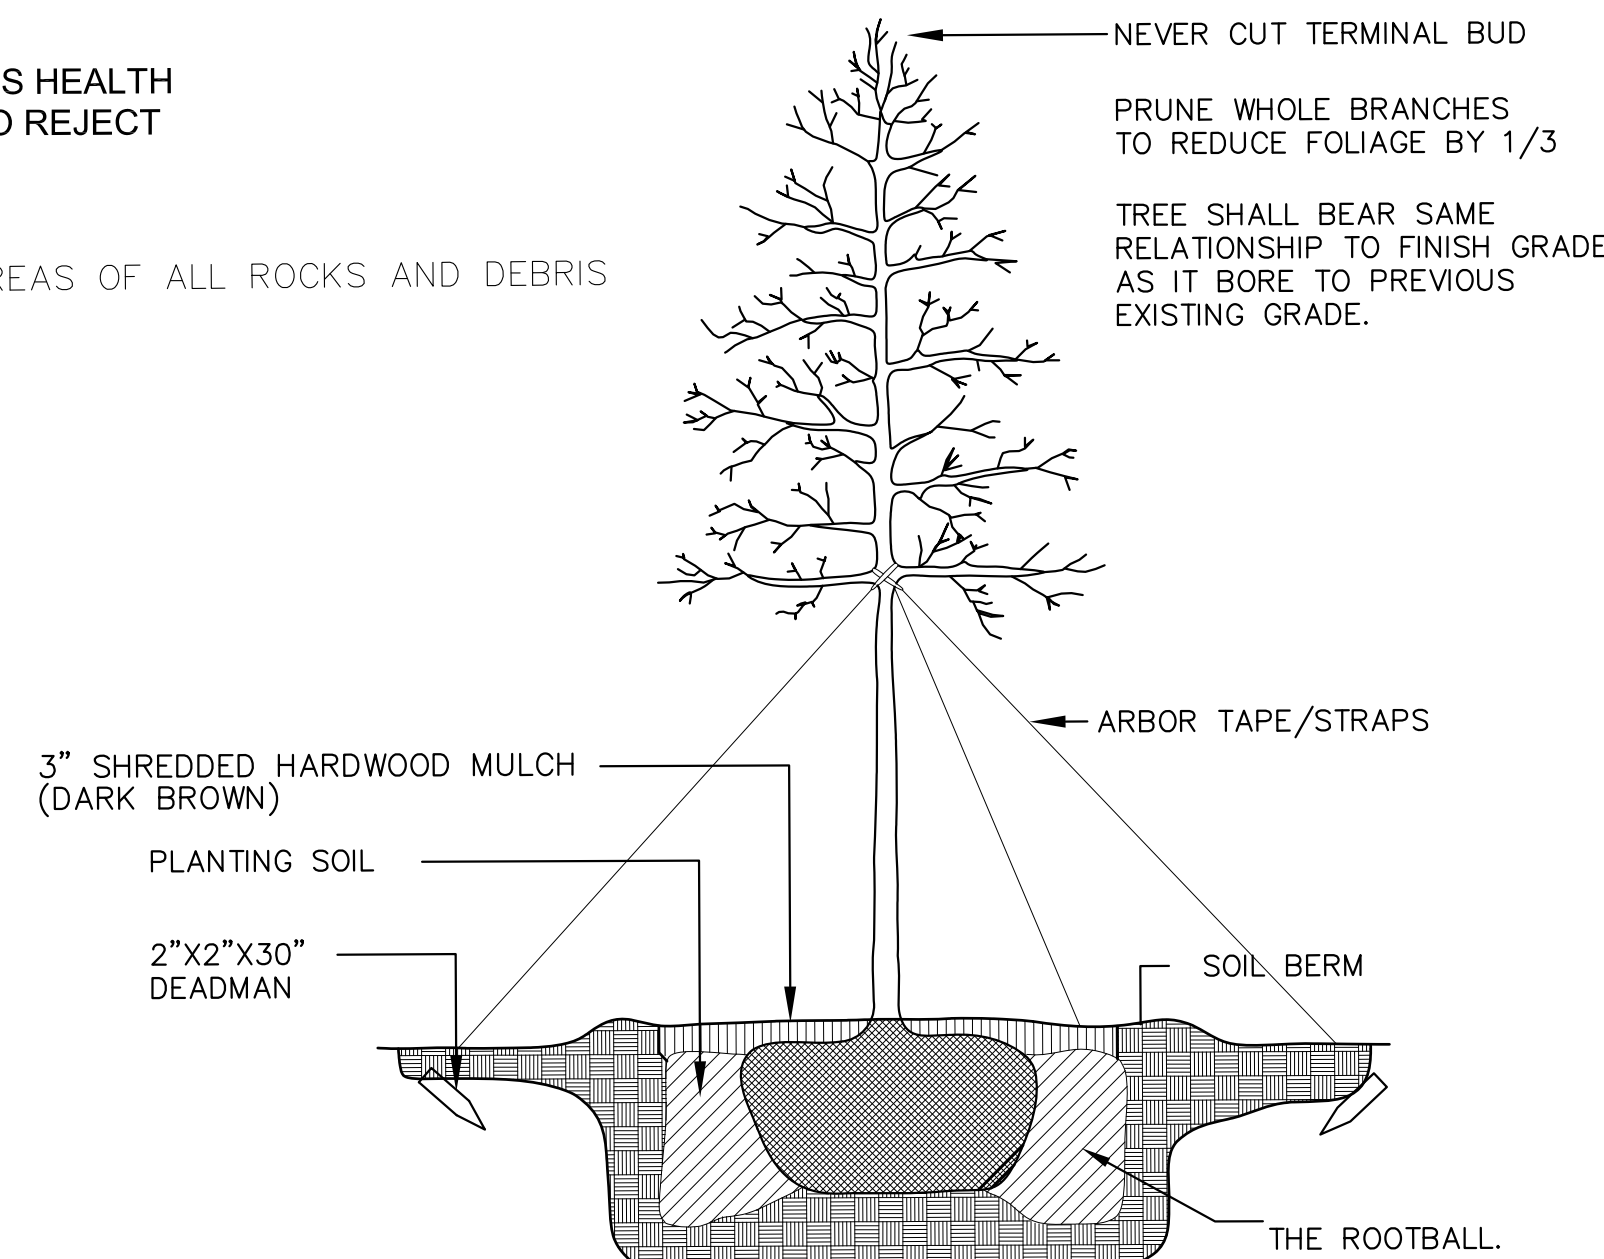 S HEALTH
REJECT
NEVER CUT TERMINAL BUD
PRUNE WHOLE BRANCHES
TO REDUCE FOLIAGE BY 1/3
TREE SHALL BEAR SAME
RELATIONSHIP TO FINISH GRADE
AS IT BORE TO PREVIOUS
EXISTING GRADE.
REAS OF ALL ROCKS AND DEBRIS
ARBOR TAPE/STRAPS
3” SHREDDED HARDWOOD MULCH
(DARK BROWN)
PLANTING SOIL
2”X2”X30”
DEADMAN
SOIL BERM
THE ROOTBALL.